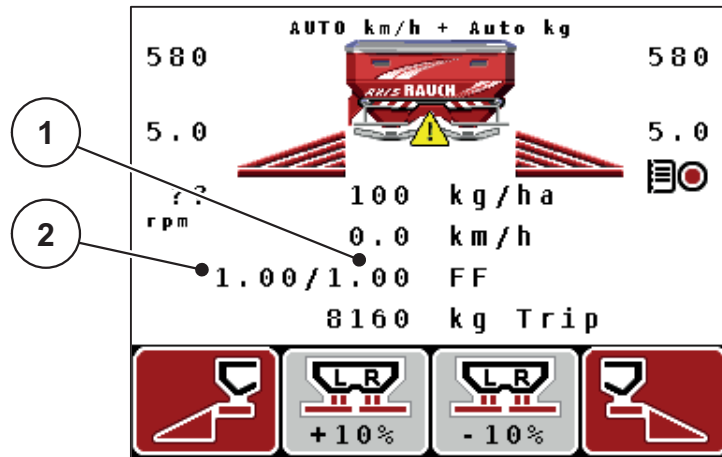 AUTO km/h + Auto kg
580
580
AXIS RAUCH
5.0
5.0
1
??
rpm
100 kg/ha
0.0 km/h
2
1.00/1.00 FF
8160 kg Trip
L R
+10%
L R
-10%